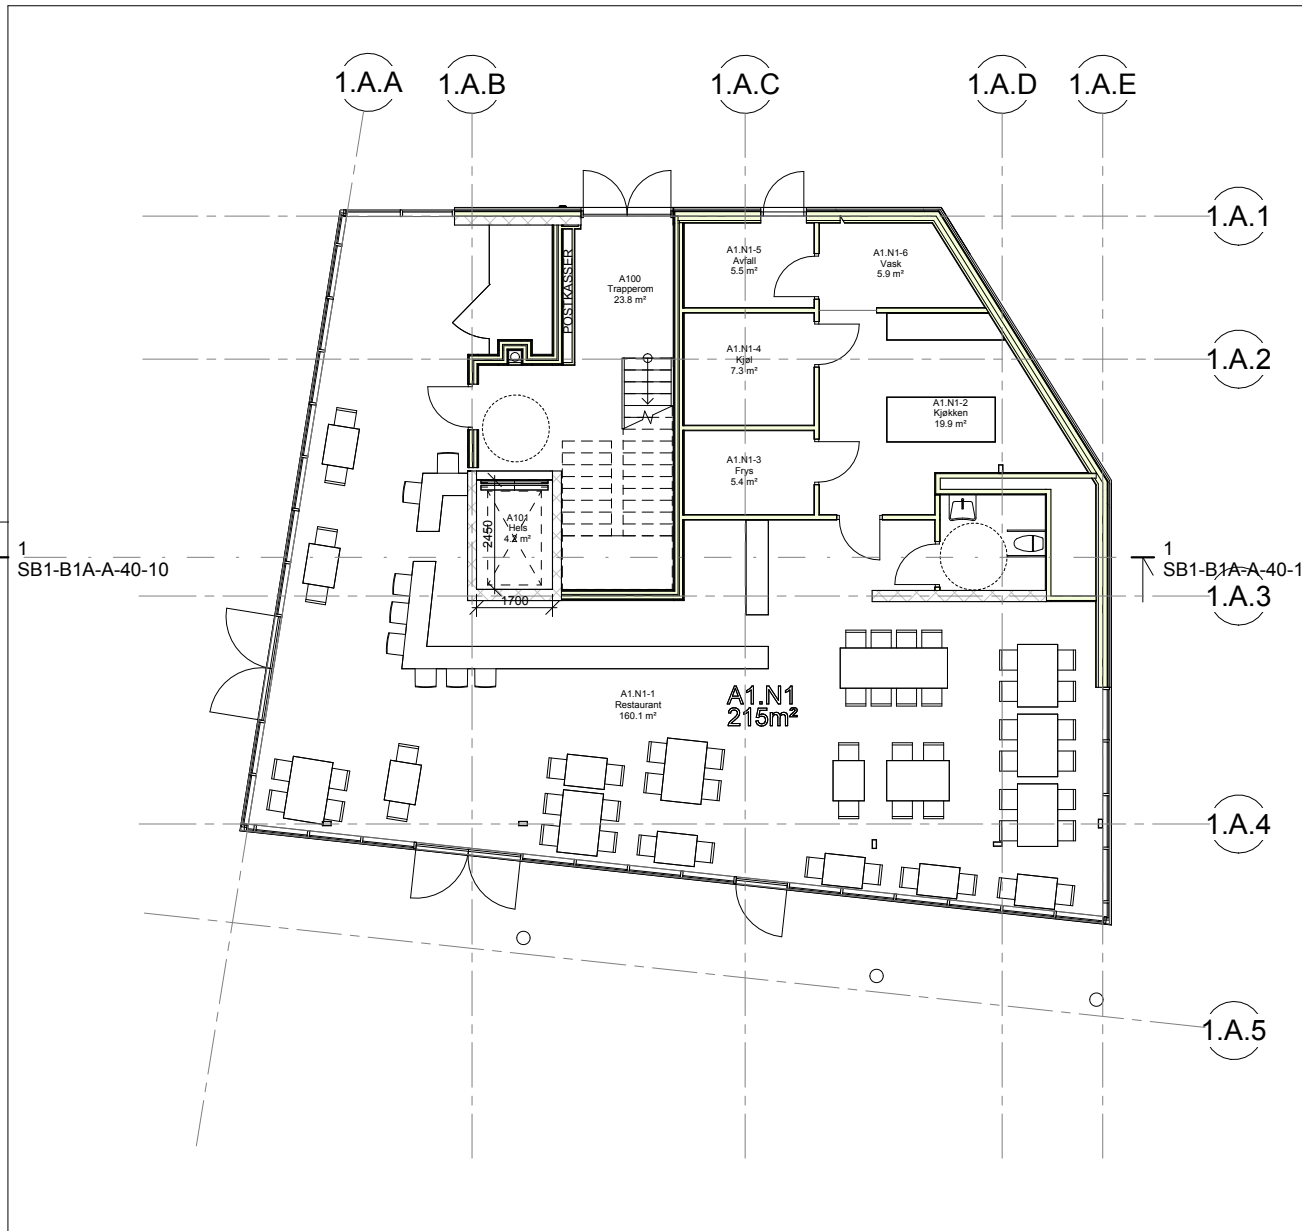 1.A.A
1.A.B
1.A.C
1.A.D
1.A.E
1.A.1
A1.N1-5
Avfall
5.5 m²
A1.N1-6
Vask
5.9 m²
A100
Trapperom
23.8 m²
POSTKASSER
A1.N1-4
Kjøl
7.3 m²
1.A.2
A1.N1-2
Kjøkken
19.9 m²
A1.N1-3
Frys
5.4 m²
A101
Heis
4.2 m²
2450
1700
1
SB1-B1A-A-40-10
1
SB1-B1A-A-40-1
1.A.3
A1.N1-1
Restaurant
160.1 m²
A1.N1
215m²
1.A.4
1.A.5